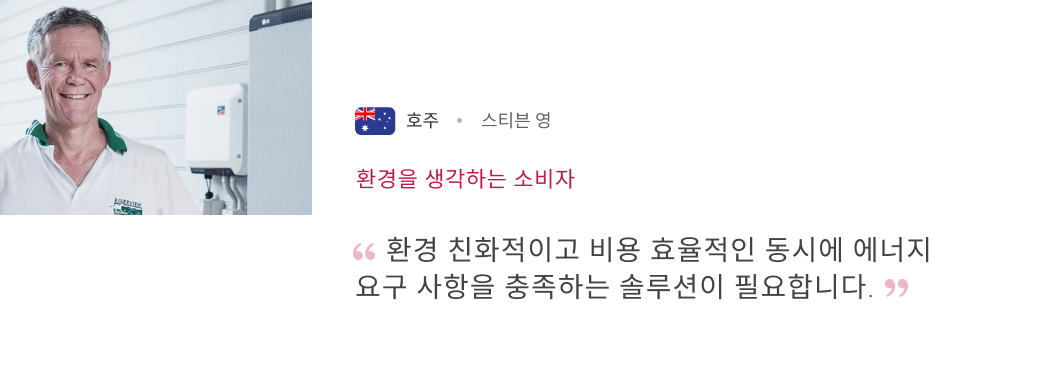 LG
RIVERVIEW
호주 • 스티븐 영
환경을 생각하는 소비자
“ 환경 친화적이고 비용 효율적인 동시에 에너지
요구 사항을 충족하는 솔루션이 필요합니다. ”